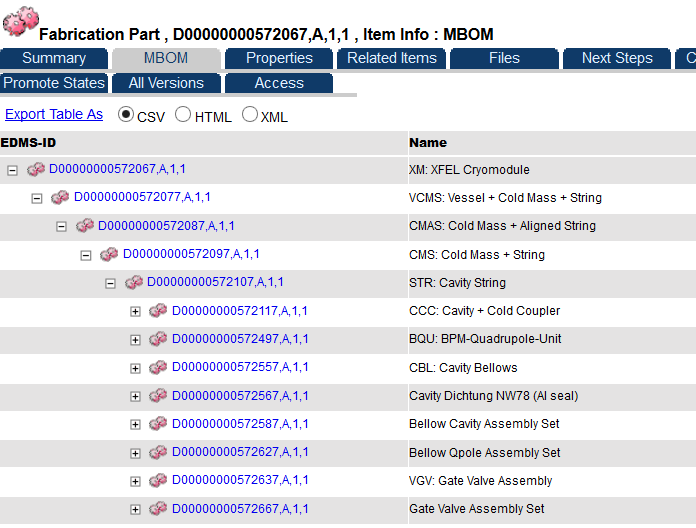 Fabrication Part , D00000000572067,A,1,1 , Item Info : MBOM
Summary MBOM Properties Related Items Files Next Steps C
Promote States All Versions Access
Export Table As CSV HTML XML
EDMS-ID Name
D00000000572067,A,1,1 XM: XFEL Cryomodule
D00000000572077,A,1,1 VCMS: Vessel + Cold Mass + String
D00000000572087,A,1,1 CMAS: Cold Mass + Aligned String
D00000000572097,A,1,1 CMS: Cold Mass + String
D00000000572107,A,1,1 STR: Cavity String
D00000000572117,A,1,1 CCC: Cavity + Cold Coupler
D00000000572497,A,1,1 BQU: BPM-Quadrupole-Unit
D00000000572557,A,1,1 CBL: Cavity Bellows
D00000000572567,A,1,1 Cavity Dichtung NW78 (Al seal)
D00000000572587,A,1,1 Bellow Cavity Assembly Set
D00000000572627,A,1,1 Bellow Qpole Assembly Set
D00000000572637,A,1,1 VGV: Gate Valve Assembly
D00000000572667,A,1,1 Gate Valve Assembly Set